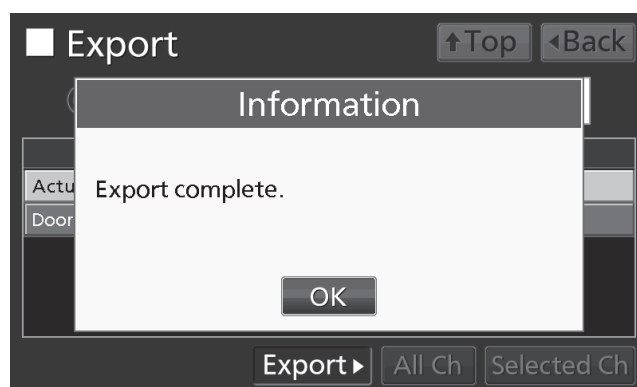 Export
↑Top
◂Back
Information
Actu
Export complete.
Door
OK
Export▸
All Ch
Selected Ch